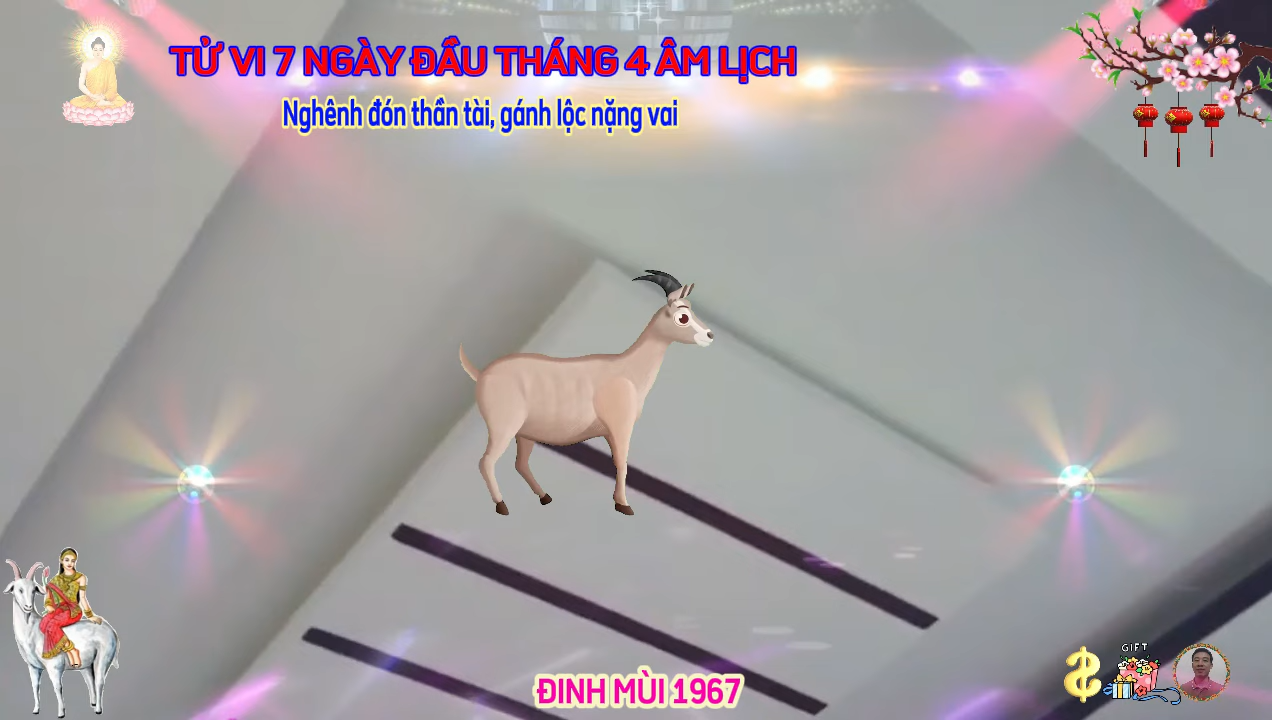 TỬ VI 7 NGÀY ĐẦU THÁNG 4 ÂM LỊCH
Nghênh đón thần tài, gánh lộc nặng vai
GIFT
ĐINH MÙI 1967